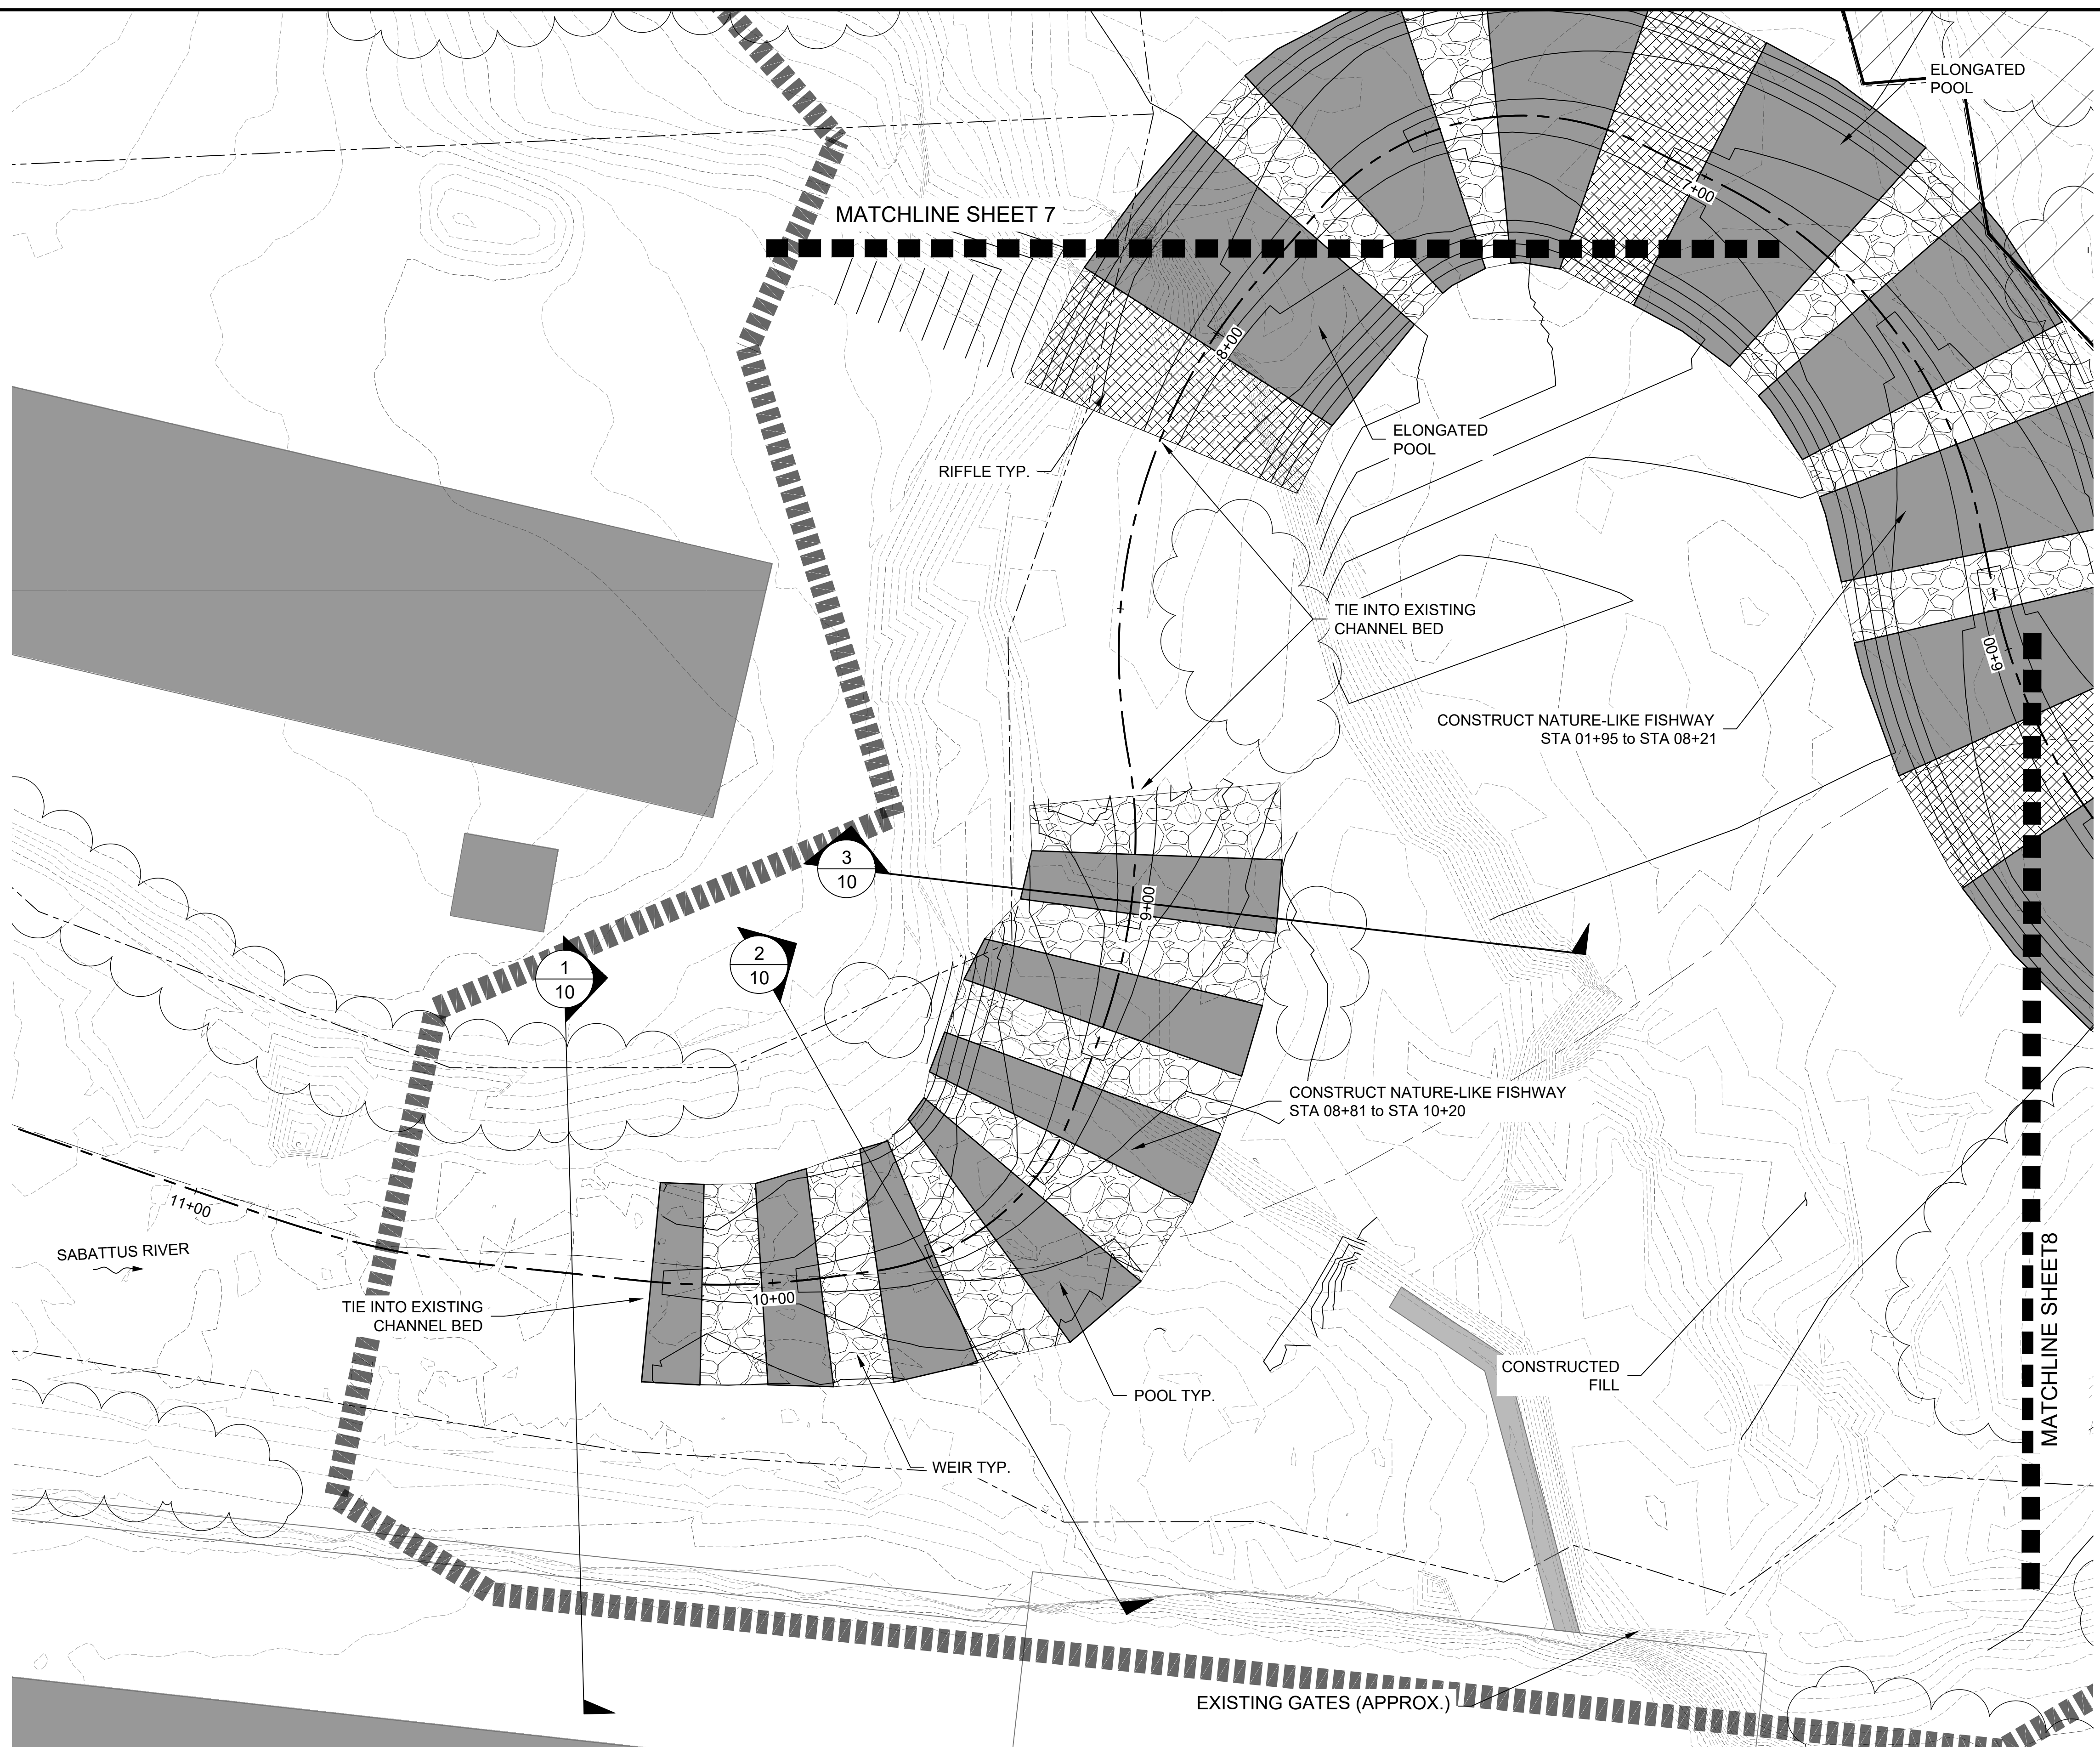 ELONGATED
POOL
MATCHLINE SHEET 7
7+00
8+00
ELONGATED
POOL
RIFFLE TYP.
TIE INTO EXISTING
CHANNEL BED
6+00
CONSTRUCT NATURE-LIKE FISHWAY
STA 01+95 to STA 08+21
3
10
9+00
2
10
1
10
CONSTRUCT NATURE-LIKE FISHWAY
STA 08+81 to STA 10+20
11+00
SABATTUS RIVER
10+00
TIE INTO EXISTING
CHANNEL BED
MATCHLINE SHEET8
CONSTRUCTED
FILL
POOL TYP.
WEIR TYP.
EXISTING GATES (APPROX.)